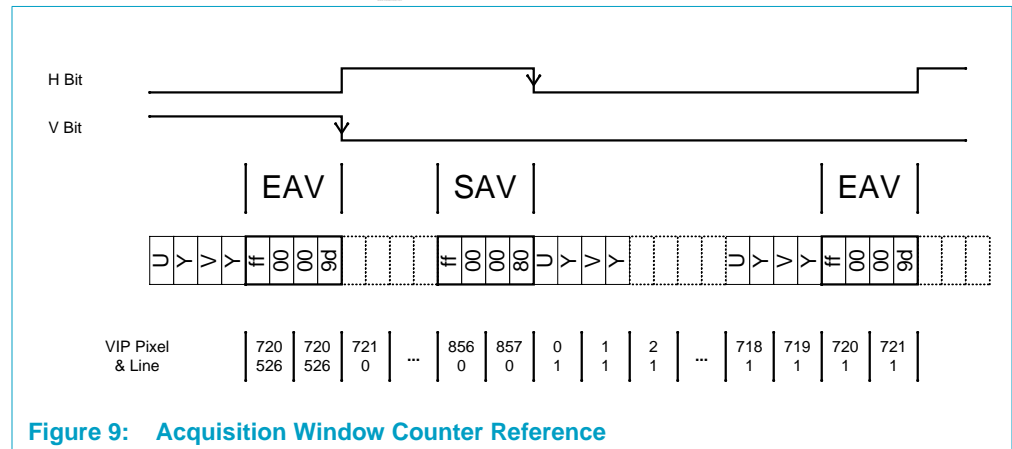 H Bit
V Bit
EAV SAV EAV
U Y V Y ff 00 00 9d ff 00 00 80 U Y V Y U Y V Y ff 00 00 9d
VIP Pixel 720 720 721 ... 856 857 0 1 2 ... 718 719 720 721
& Line 526 526 0 0 0 1 1 1 1 1 1 1
Figure 9: Acquisition Window Counter Reference